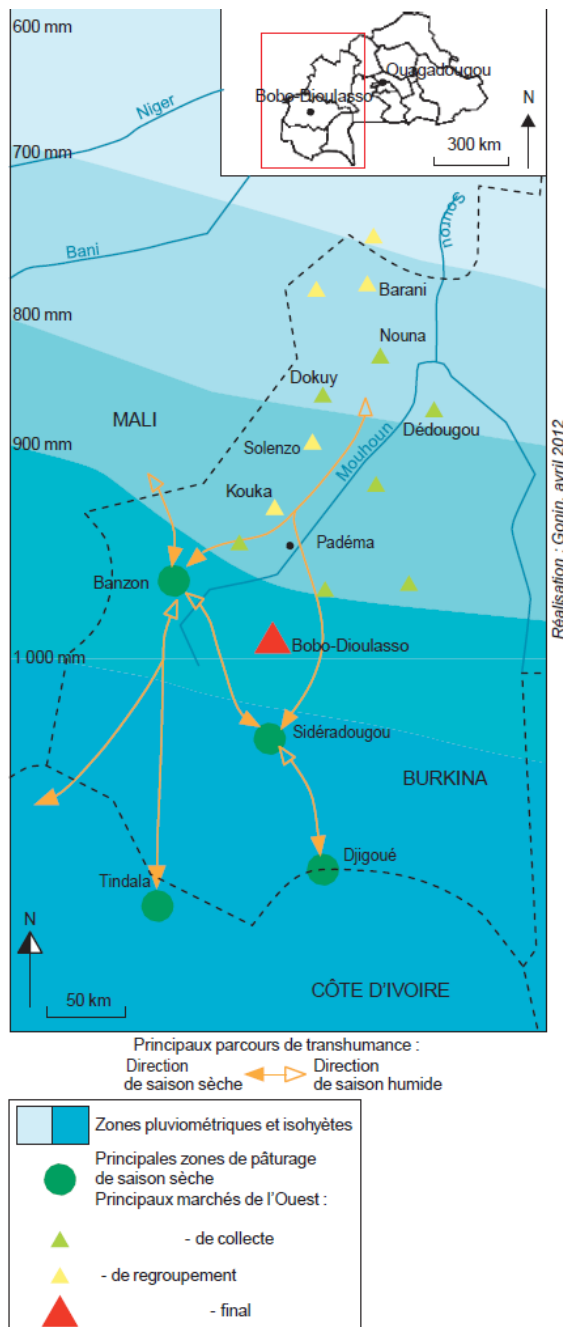 600 mm
Ouagadougou
Bobo-Dioulasso
N
300 km
Niger
700 mm
Sourou
Bani
Barani
800 mm
Nouna
Dokuy
MALI
Dédougou
900 mm
Solenzo
Mouhoun
Kouka
Padéma
Banzon
Bobo-Dioulasso
1 000 mm
Sidéradougou
BURKINA
Djigoué
Tindala
N
CÔTE D'IVOIRE
50 km
Réalisation : Gonin, avril 2012
Principaux parcours de transhumance :
Direction
de saison sèche
Direction
de saison humide
Zones pluviométriques et isohyètes
Principales zones de pâturage
de saison sèche
Principaux marchés de l'Ouest :
- de collecte
- de regroupement
- final